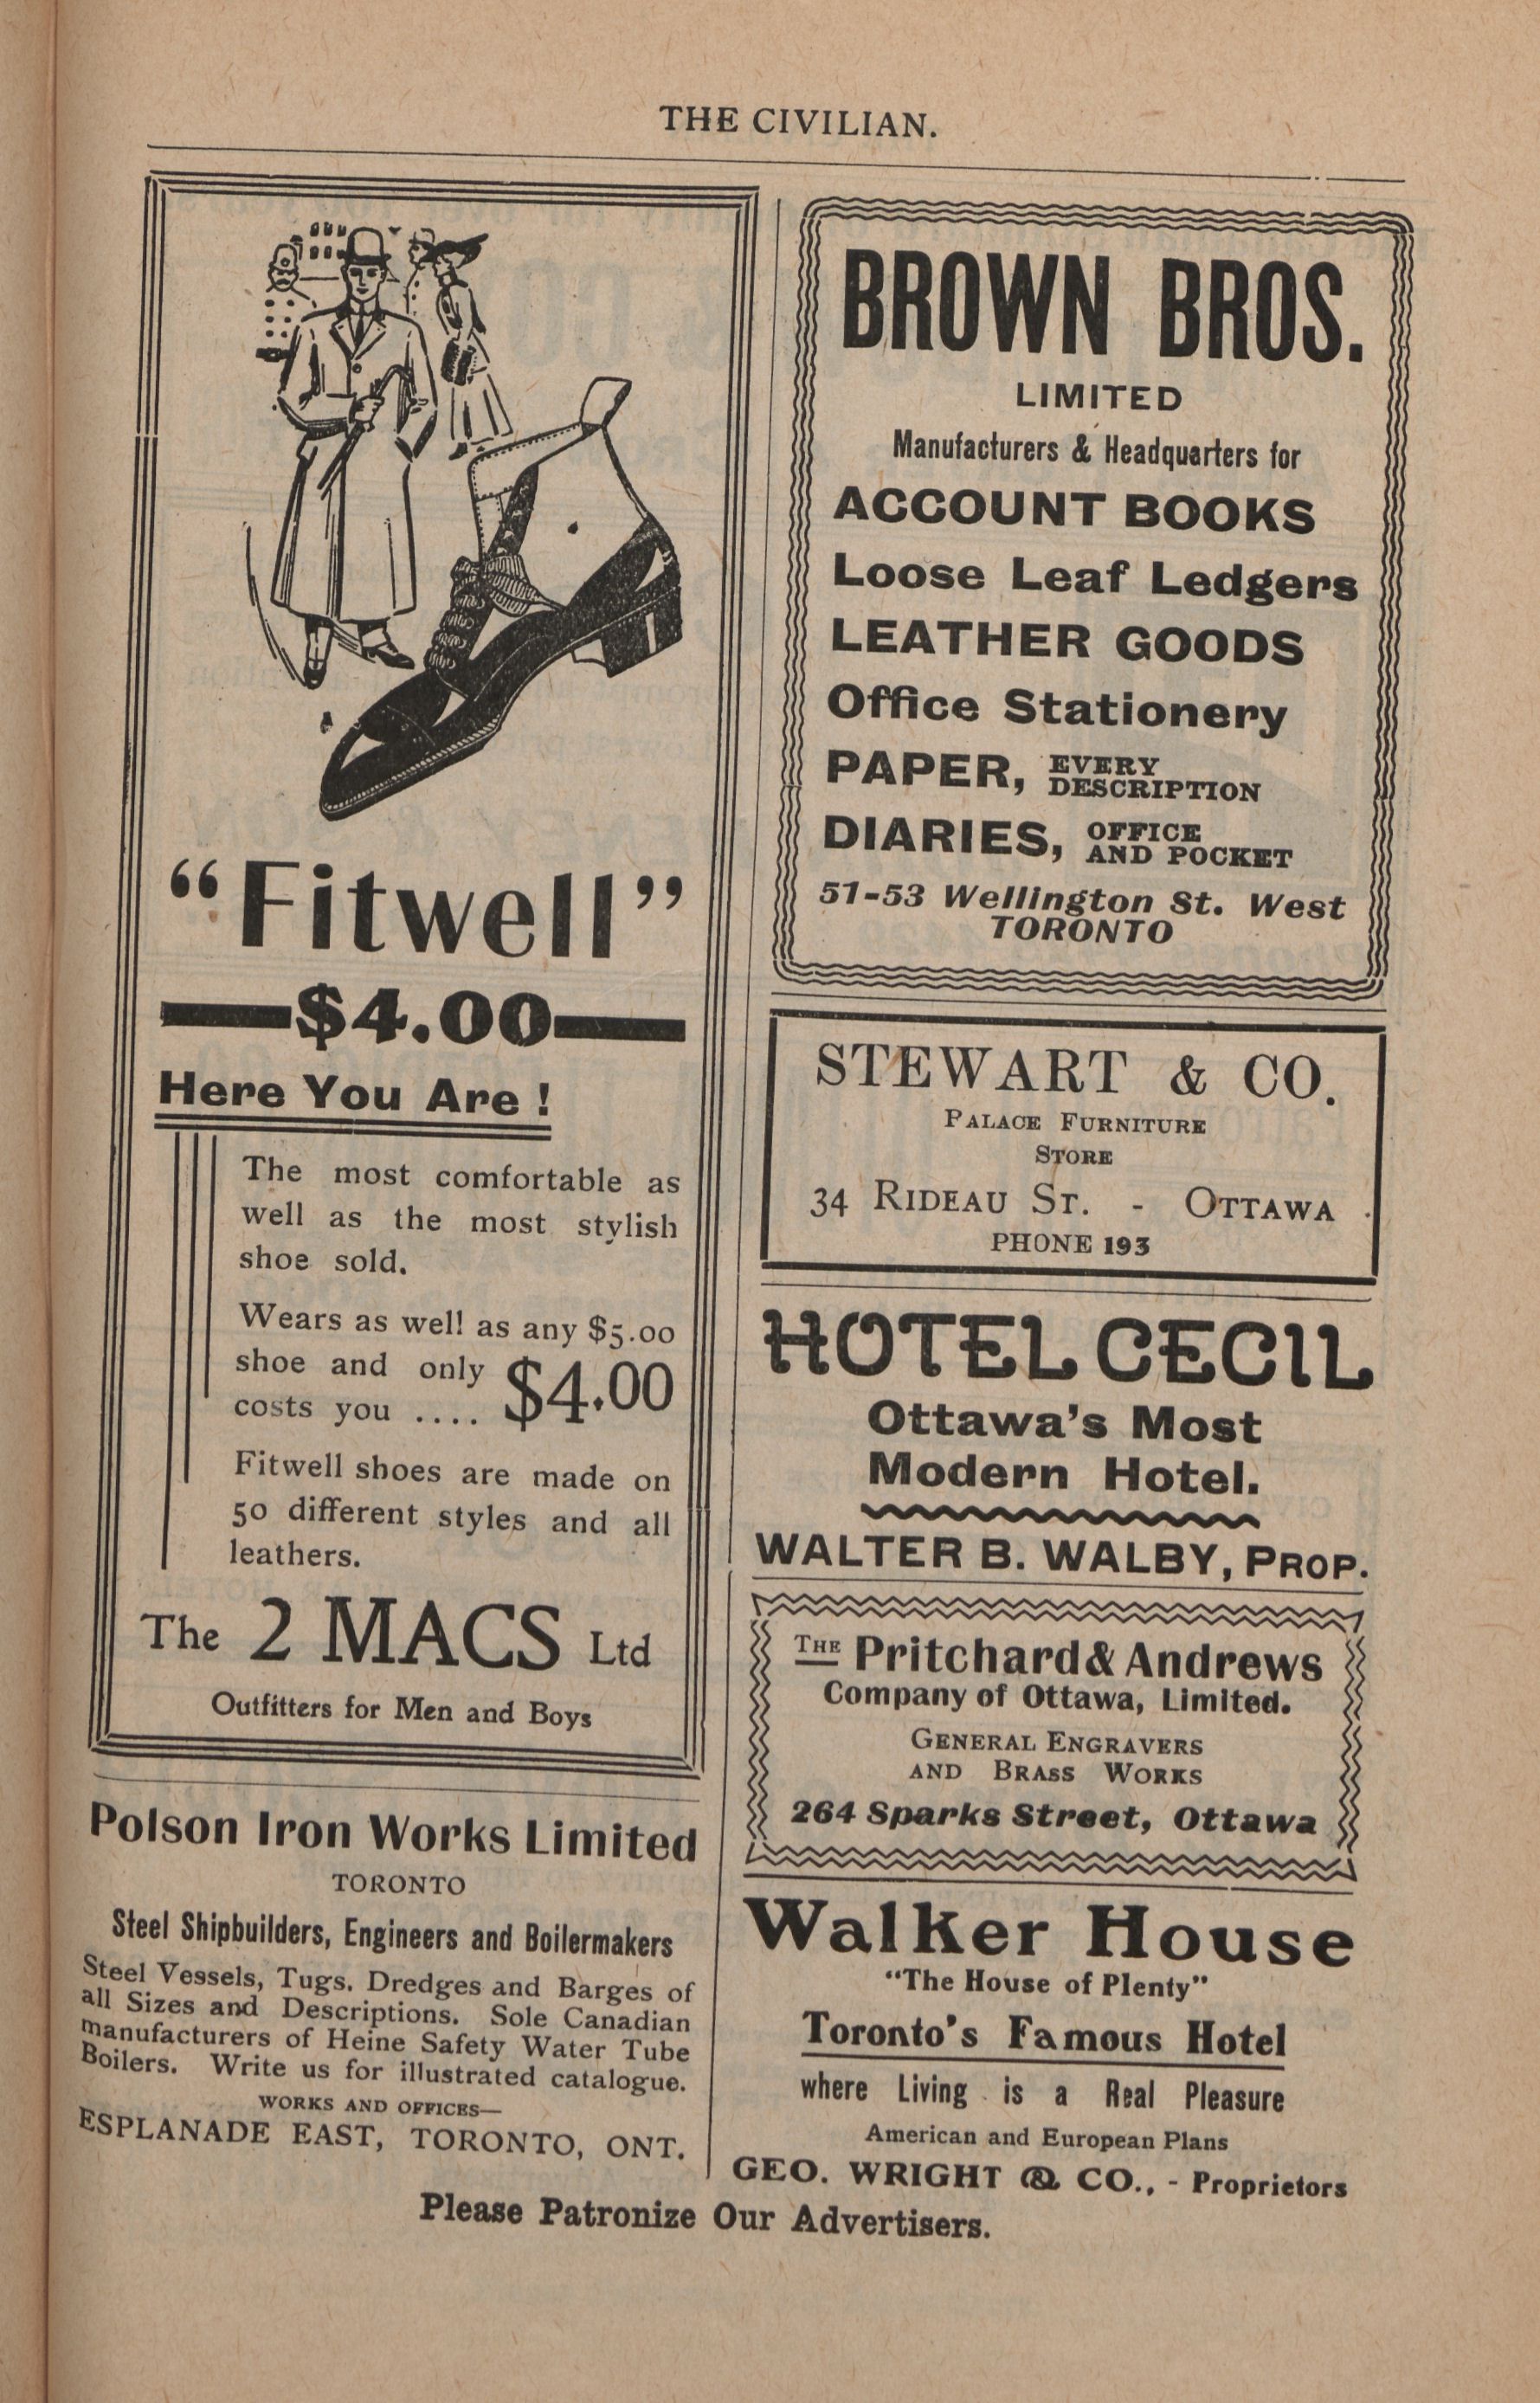 THE CIVILIAN.
"Fitwell"
$4.00
Here You Are !
The most comfortable as
well as the most stylish
shoe sold.
Wears as well as any $5.00
shoe and only
costs you .... $4.00
Fitwell shoes are made on
50 different styles and all
leathers.
The 2 MACS Ltd
Outfitters for Men and Boys
Polson Iron Works Limited
TORONTO
Steel Shipbuilders, Engineers and Boilermakers
Steel Vessels, Tugs. Dredges and Barges of
all Sizes and Descriptions. Sole Canadian
manufacturers of Heine Safety Water Tube
Boilers. Write us for illustrated catalogue.
WORKS AND OFFICES—
ESPLANADE EAST, TORONTO, ONT.
BROWN BROS.
LIMITED
Manufacturers & Headquarters for
ACCOUNT BOOKS
Loose Leaf Ledgers
LEATHER GOODS
Office Stationery
PAPER, EVERY
DESCRIPTION
DIARIES, OFFICE
AND POCKET
51-53 Wellington St. West
TORONTO
STEWART & CO.
PALACE FURNITURE
STORE
34 RIDEAU ST. - OTTAWA
PHONE 193
HOTEL CECIL
Ottawa's Most
Modern Hotel.
WALTER B. WALBY, PROP.
THE Pritchard & Andrews
Company of Ottawa, Limited.
GENERAL ENGRAVERS
AND BRASS WORKS
264 Sparks Street, Ottawa
Walker House
"The House of Plenty"
Toronto's Famous Hotel
where Living is a Real Pleasure
American and European Plans
GEO. WRIGHT & CO., - Proprietors
Please Patronize Our Advertisers.